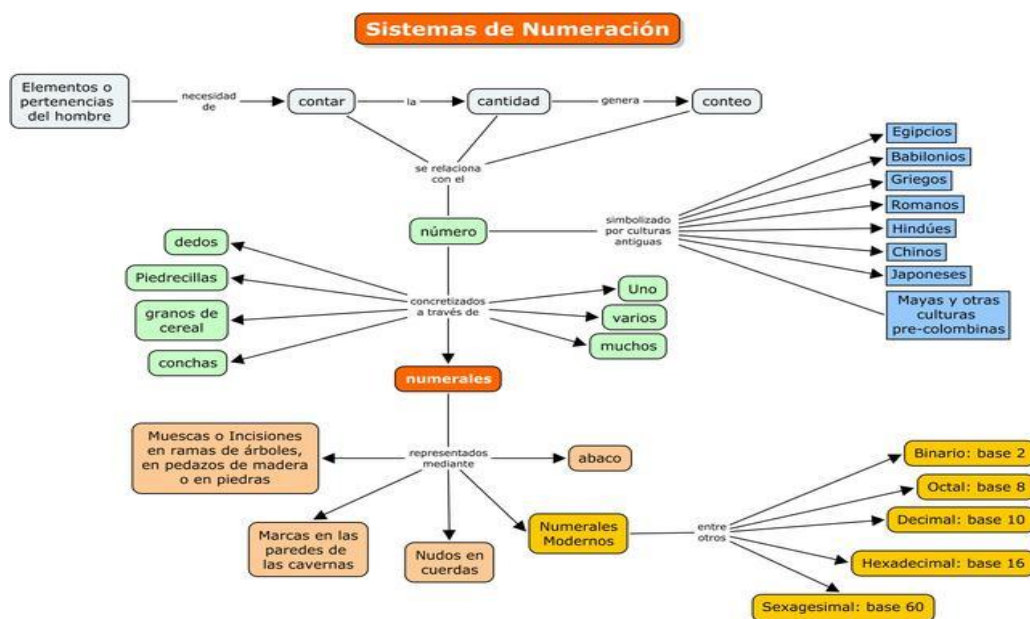 Sistemas de Numeración
Elementos o
pertenencias
del hombre
necesidad
de
contar
la
cantidad
genera
conteo
se relaciona
con el
número
simbolizado
por culturas
antiguas
Egipcios
Babilonios
Griegos
Romanos
Hindúes
Chinos
Japoneses
Mayas y otras
culturas
pre-colombinas
dedos
Piedrecillas
granos de
cereal
conchas
concretizados
a través de
Uno
varios
muchos
numerales
Muescas o Incisiones
en ramas de árboles,
en pedazos de madera
o en piedras
representados
mediante
abaco
Marcas en las
paredes de
las cavernas
Nudos en
cuerdas
Numerales
Modernos
entre
otros
Binario: base 2
Octal: base 8
Decimal: base 10
Hexadecimal: base 16
Sexagesimal: base 60